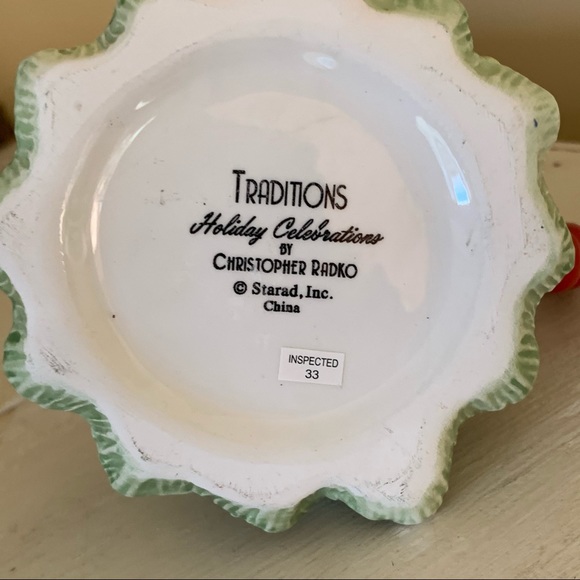 TRADITIONS
Holiday Celebrations
BY
CHRISTOPHER RADKO
© Starad, Inc.
China
INSPECTED
33